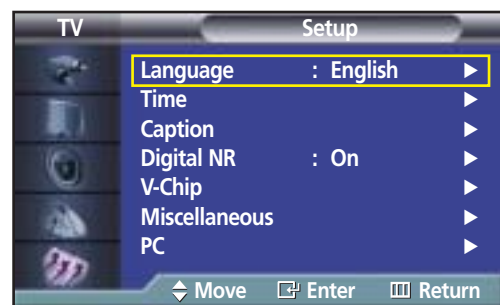 TV Setup
Language : English
Time
Caption
Digital NR : On
V-Chip
Miscellaneous
PC
Move Enter Return